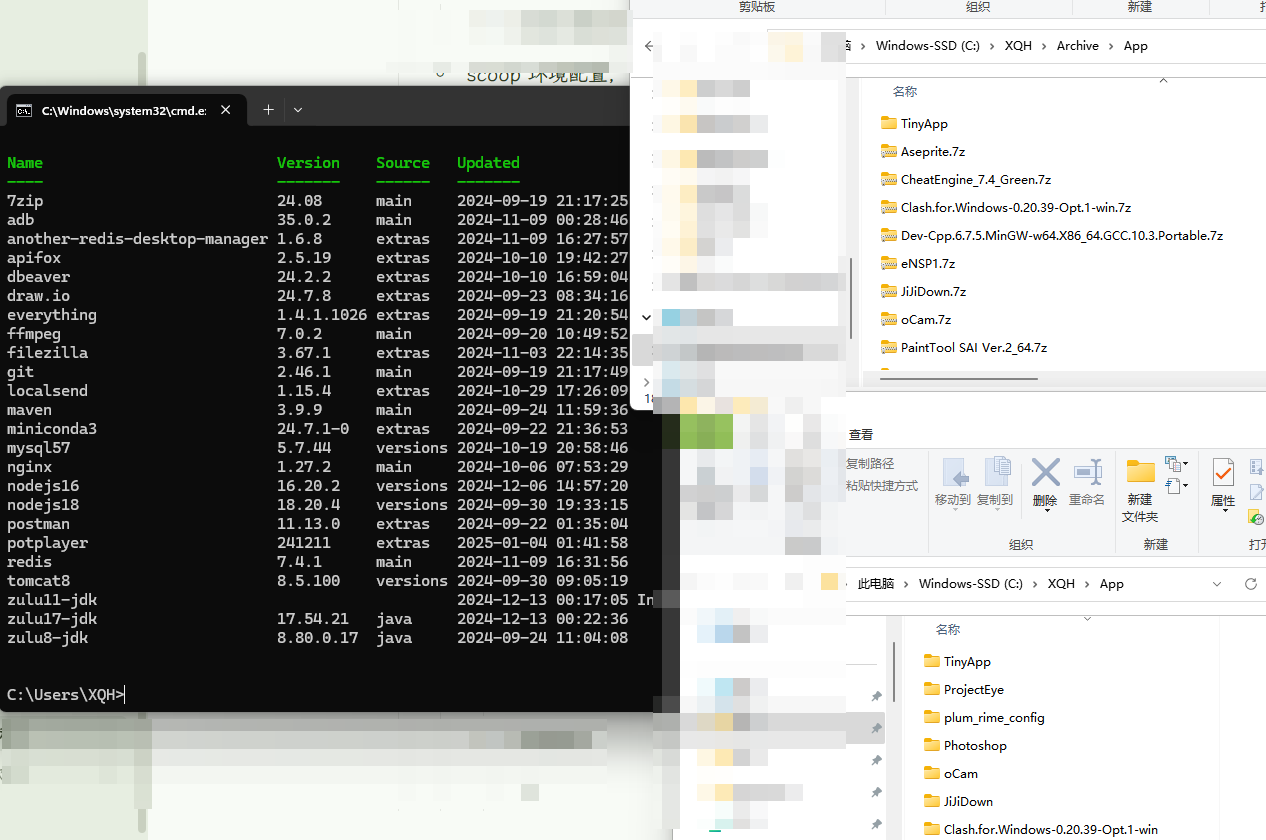 剪贴板
组织
新建
scoop 环境配置,
Windows-SSD (C:) > XQH > Archive > App
名称
TinyApp
Aseprite.7z
CheatEngine_7.4_Green.7z
Clash.for.Windows-0.20.39-Opt.1-win.7z
Dev-Cpp.6.7.5.MinGW-w64.X86_64.GCC.10.3.Portable.7z
eNSP1.7z
JiJiDown.7z
oCam.7z
PaintTool SAI Ver.2_64.7z
C:\Windows\system32\cmd.e:
Name Version Source Updated
---- ------- ------ -------
7zip 24.08 main 2024-09-19 21:17:25
adb 35.0.2 main 2024-11-09 00:28:46
another-redis-desktop-manager 1.6.8 extras 2024-11-09 16:27:57
apifox 2.5.19 extras 2024-10-10 19:42:27
dbeaver 24.2.2 extras 2024-10-10 16:59:04
draw.io 24.7.8 extras 2024-09-23 08:34:16
everything 1.4.1.1026 extras 2024-09-19 21:20:54
ffmpeg 7.0.2 main 2024-09-20 10:49:52
filezilla 3.67.1 extras 2024-11-03 22:14:35
git 2.46.1 main 2024-09-19 21:17:49
localsend 1.15.4 extras 2024-10-29 17:26:09
maven 3.9.9 main 2024-09-24 11:59:36
miniconda3 24.7.1-0 extras 2024-09-22 21:36:53
mysql57 5.7.44 versions 2024-10-19 20:58:46
nginx 1.27.2 main 2024-10-06 07:53:29
nodejs16 16.20.2 versions 2024-12-06 14:57:20
nodejs18 18.20.4 versions 2024-09-30 19:33:15
postman 11.13.0 extras 2024-09-22 01:35:04
potplayer 241211 extras 2025-01-04 01:41:58
redis 7.4.1 main 2024-11-09 16:31:56
tomcat8 8.5.100 versions 2024-09-30 09:05:19
zulu11-jdk 2024-12-13 00:17:05 In
zulu17-jdk 17.54.21 java 2024-12-13 00:22:36
zulu8-jdk 8.80.0.17 java 2024-09-24 11:04:08
C:\Users\XQH>
查看
复制路径
粘贴快捷方式
移动到 复制到 删除 重命名
新建
文件夹
属性
组织
新建
打开
此电脑 > Windows-SSD (C:) > XQH > App
名称
TinyApp
ProjectEye
plum_rime_config
Photoshop
oCam
JiJiDown
Clash.for.Windows-0.20.39-Opt.1-win